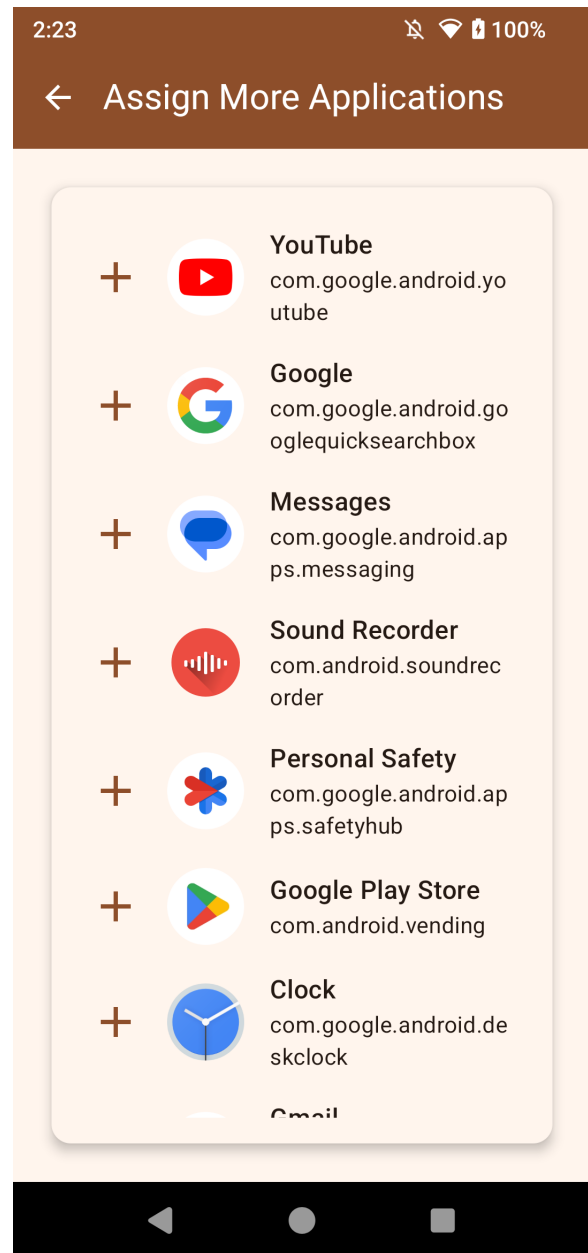 2:23
100%
Assign More Applications
YouTube
com.google.android.yo
utube
Google
com.google.android.go
oglequicksearchbox
Messages
com.google.android.ap
ps.messaging
Sound Recorder
com.android.soundrec
order
Personal Safety
com.google.android.ap
ps.safetyhub
Google Play Store
com.android.vending
Clock
com.google.android.de
skclock
Gmail